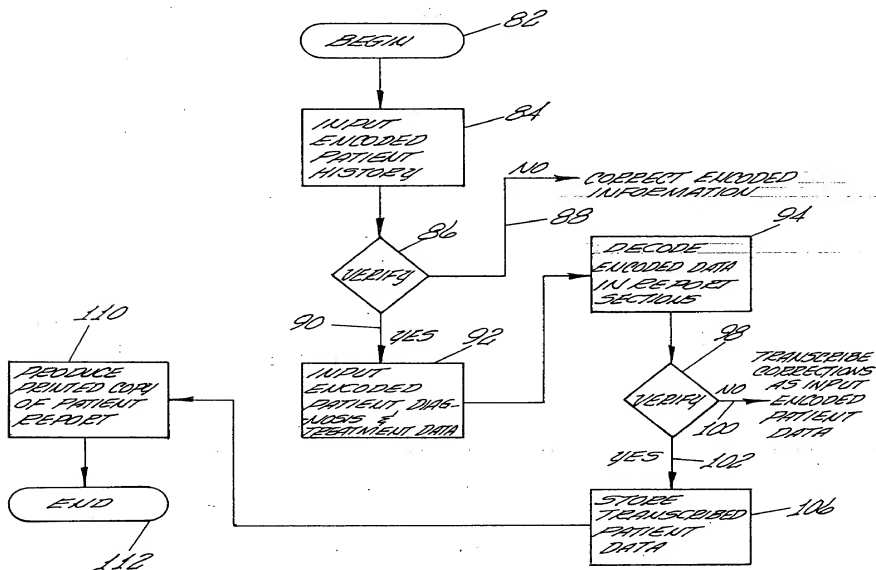 BEGIN
82
INPUT
ENCODED
PATIENT
HISTORY
84
NO
CORRECT ENCODED
INFORMATION
88
86
VERIFY
90
YES
92
INPUT
ENCODED
PATIENT DIAG-
NOSIS &
TREATMENT DATA
94
DECODE
ENCODED DATA
IN REPORT
SECTIONS
98
VERIFY
NO
100
TRANSCRIBE
CORRECTIONS
AS INPUT
ENCODED
PATIENT
DATA
YES
102
STORE
TRANSCRIBED
PATIENT
DATA
106
110
PRODUCE
PRINTED COPY
OF PATIENT
REPORT
END
112